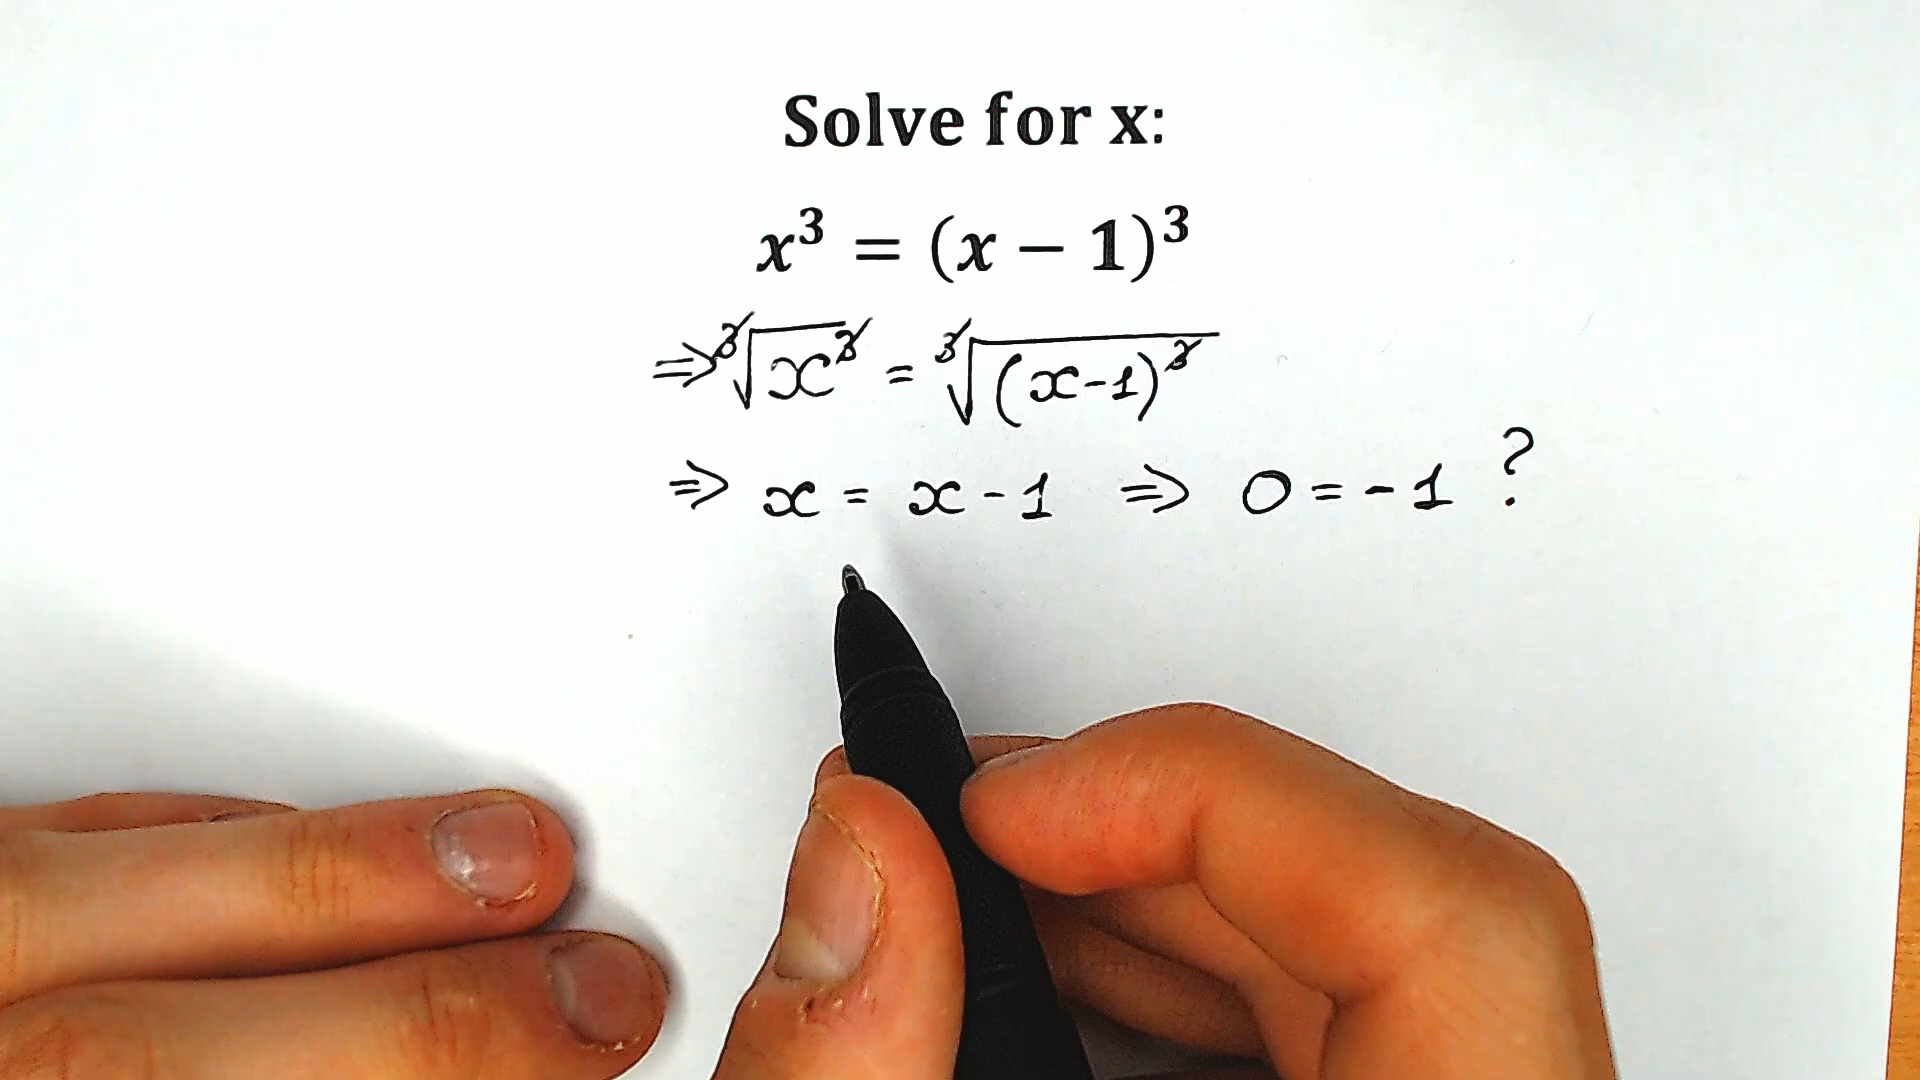 Solve for x:
x³ = (x − 1)³
⇒ ∛x³ = ∛(x-1)³
⇒ x = x - 1 ⇒ 0 = - 1 ?